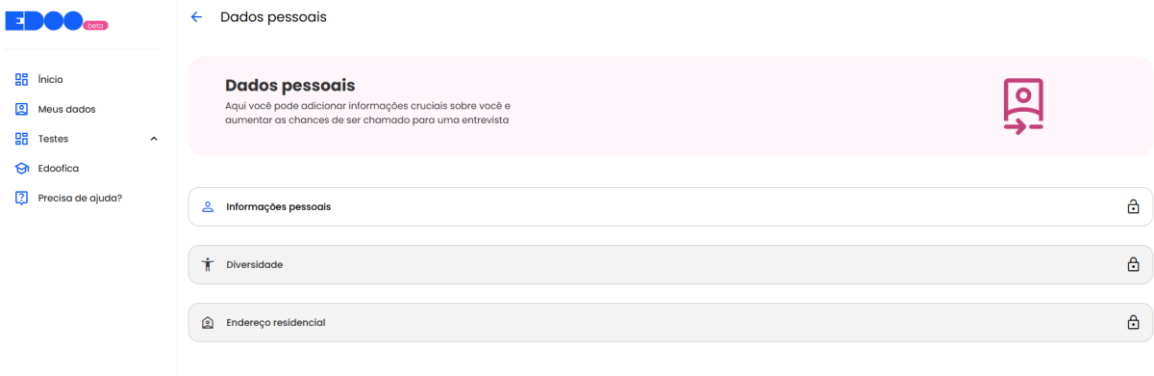 EDOO beta
Ínicio
Meus dados
Testes
Edoofica
Precisa de ajuda?
Dados pessoais
Dados pessoais
Aqui você pode adicionar informações cruciais sobre você e
aumentar as chances de ser chamado para uma entrevista
Informações pessoais
Diversidade
Endereço residencial